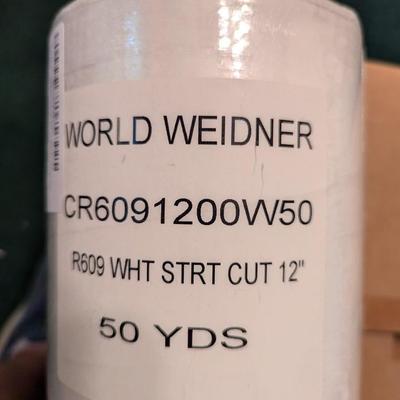 WORLD WEIDNER
CR6091200W50
R609 WHT STRT CUT 12"
50 YDS